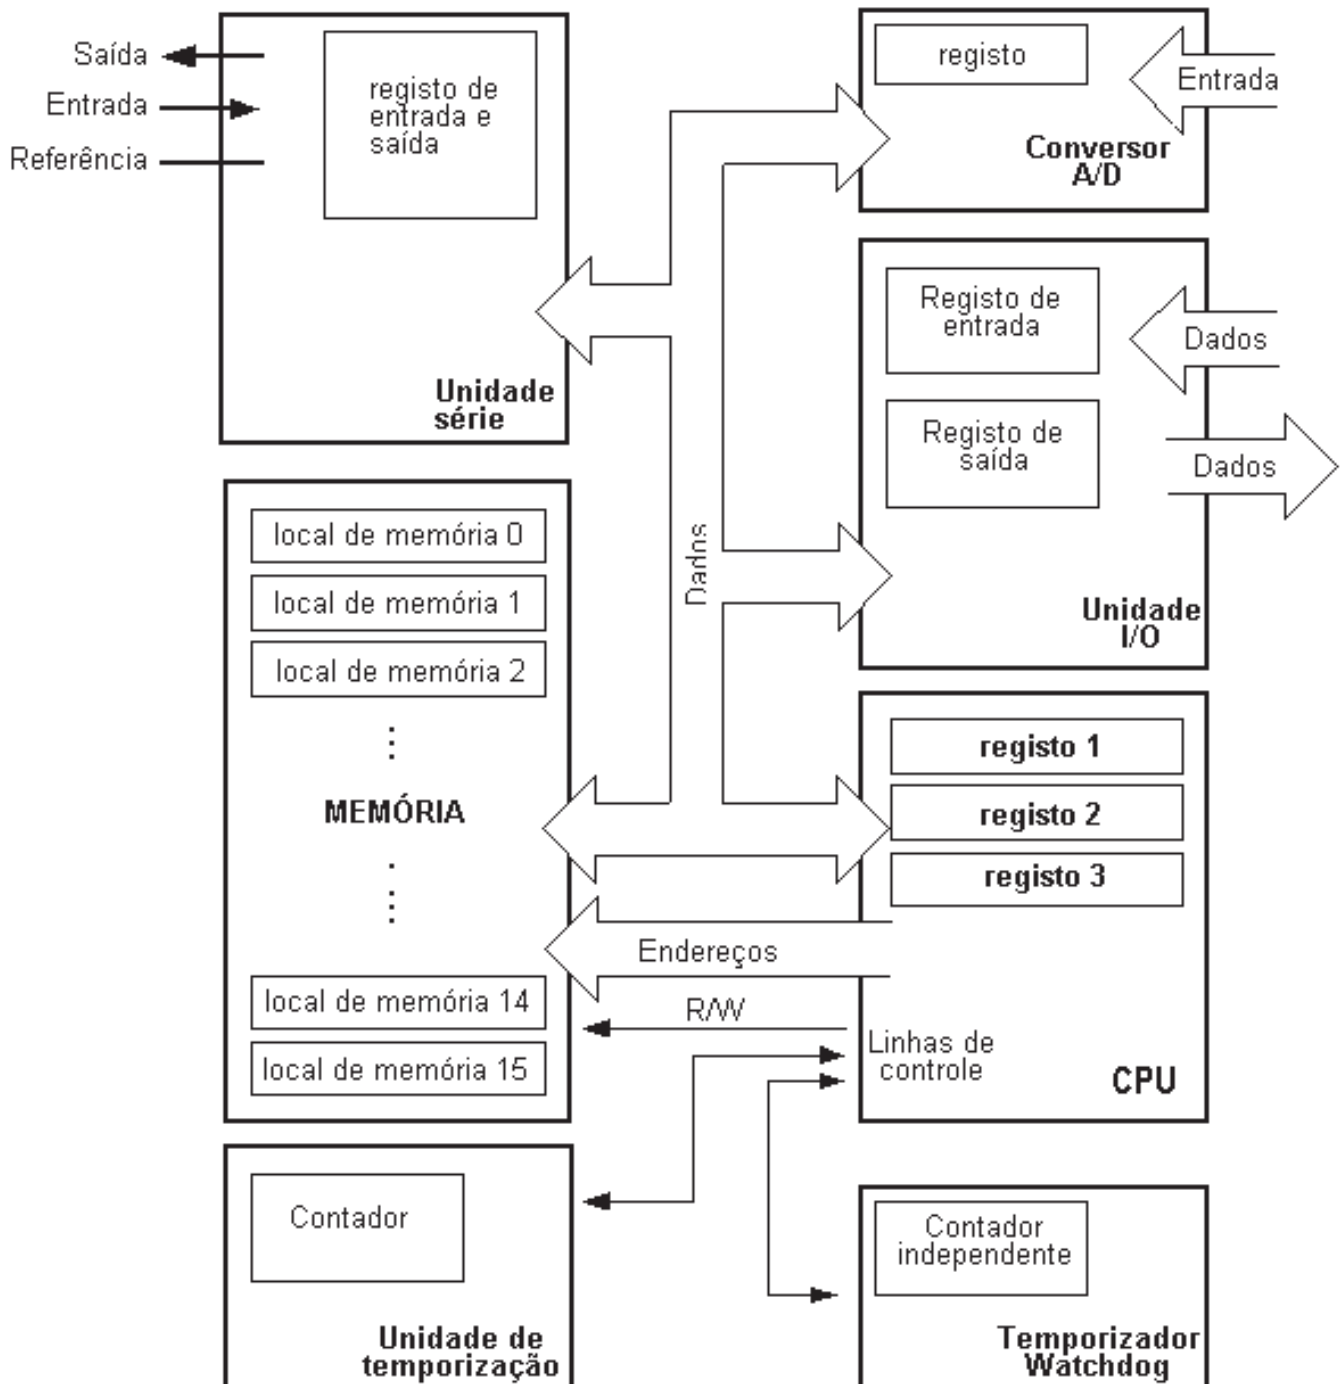 Saída
Entrada
Referência
registo de
entrada e
saída
Unidade
série
registo
Entrada
Conversor
A/D
Registo de
entrada
Dados
Registo de
saída
Dados
Unidade
I/O
Dados
local de memória 0
local de memória 1
local de memória 2
MEMÓRIA
local de memória 14
local de memória 15
registo 1
registo 2
registo 3
Endereços
R/W
Linhas de
controle
CPU
Contador
Unidade de
temporização
Contador
independente
Temporizador
Watchdog